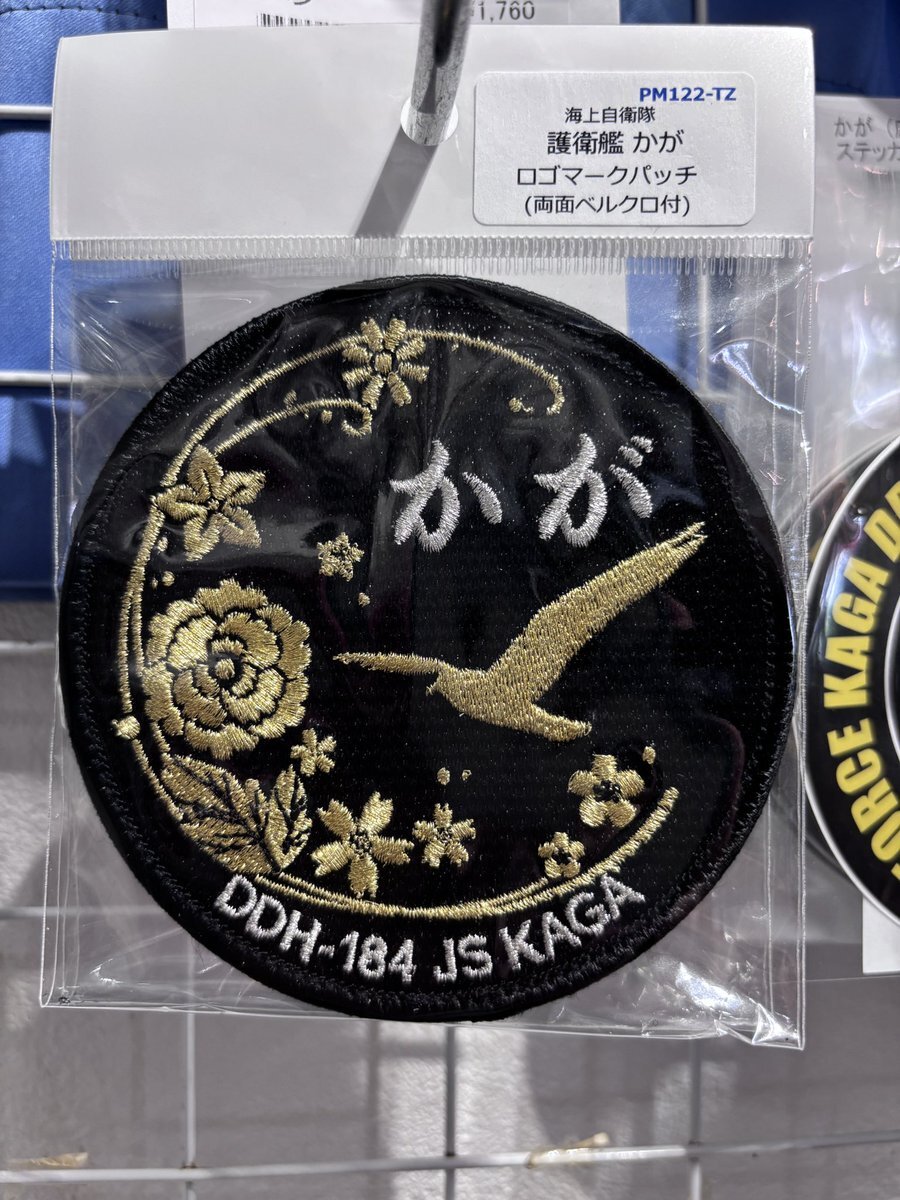 ¥1,760
PM122-TZ
海上自衛隊
護衛艦 かが
ロゴマークパッチ
(両面ベルクロ付)
かが
ステッカ
かが
DDH-184 JS KAGA
FORCE KAGA